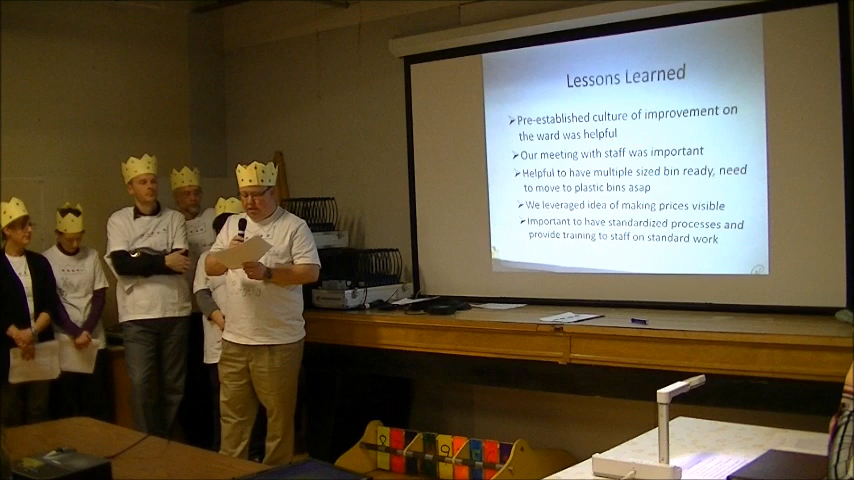 Lessons Learned
➢Pre-established culture of improvement on
the ward was helpful
➢Our meeting with staff was important
➢Helpful to have multiple sized bin ready, need
to move to plastic bins asap
➢We leveraged idea of making prices visible
➢Important to have standardized processes and
provide training to staff on standard work